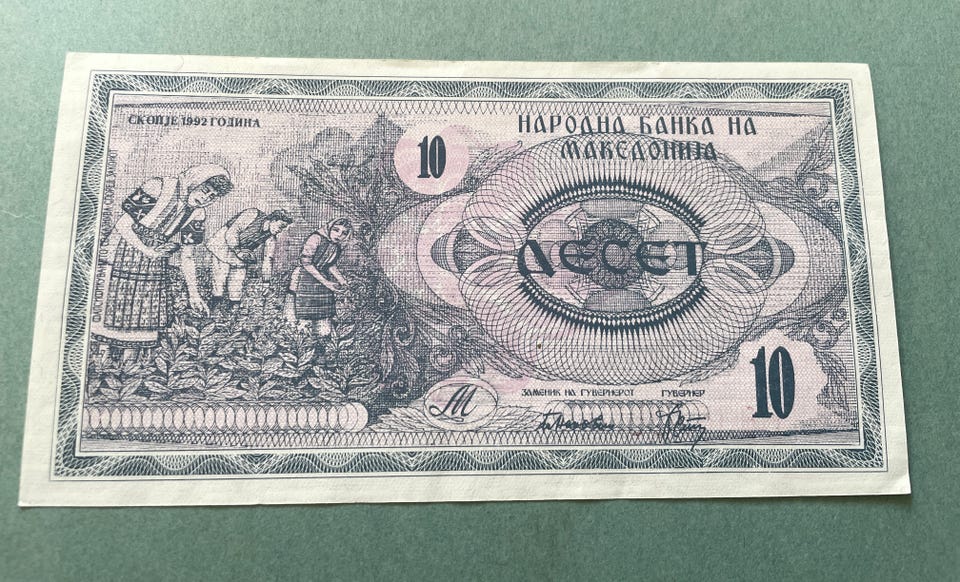 СКОПЈЕ 1992 ГОДИНА
10
НАРОДНА БАНКА НА
МАКЕДОНИЈА
ДЕСЕТ
10
М
ЗАМЕНИК НА ГУВЕРНЕРОТ ГУВЕРНЕР